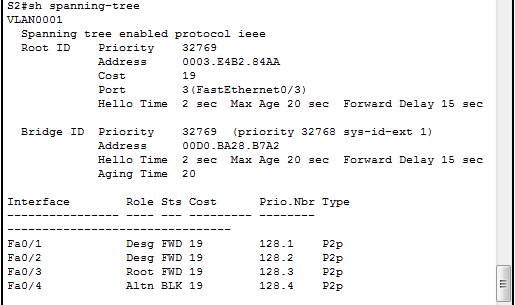 S2#sh spanning-tree
VLAN0001
  Spanning tree enabled protocol ieee
  Root ID    Priority    32769
             Address     0003.E4B2.84AA
             Cost        19
             Port        3(FastEthernet0/3)
             Hello Time  2 sec  Max Age 20 sec  Forward Delay 15 sec

  Bridge ID  Priority    32769  (priority 32768 sys-id-ext 1)
             Address     00D0.BA28.B7A2
             Hello Time  2 sec  Max Age 20 sec  Forward Delay 15 sec
             Aging Time  20

Interface        Role Sts Cost      Prio.Nbr Type
---------------- ---- --- --------- --------
--------------------------------
Fa0/1            Desg FWD 19        128.1    P2p
Fa0/2            Desg FWD 19        128.2    P2p
Fa0/3            Root FWD 19        128.3    P2p
Fa0/4            Altn BLK 19        128.4    P2p